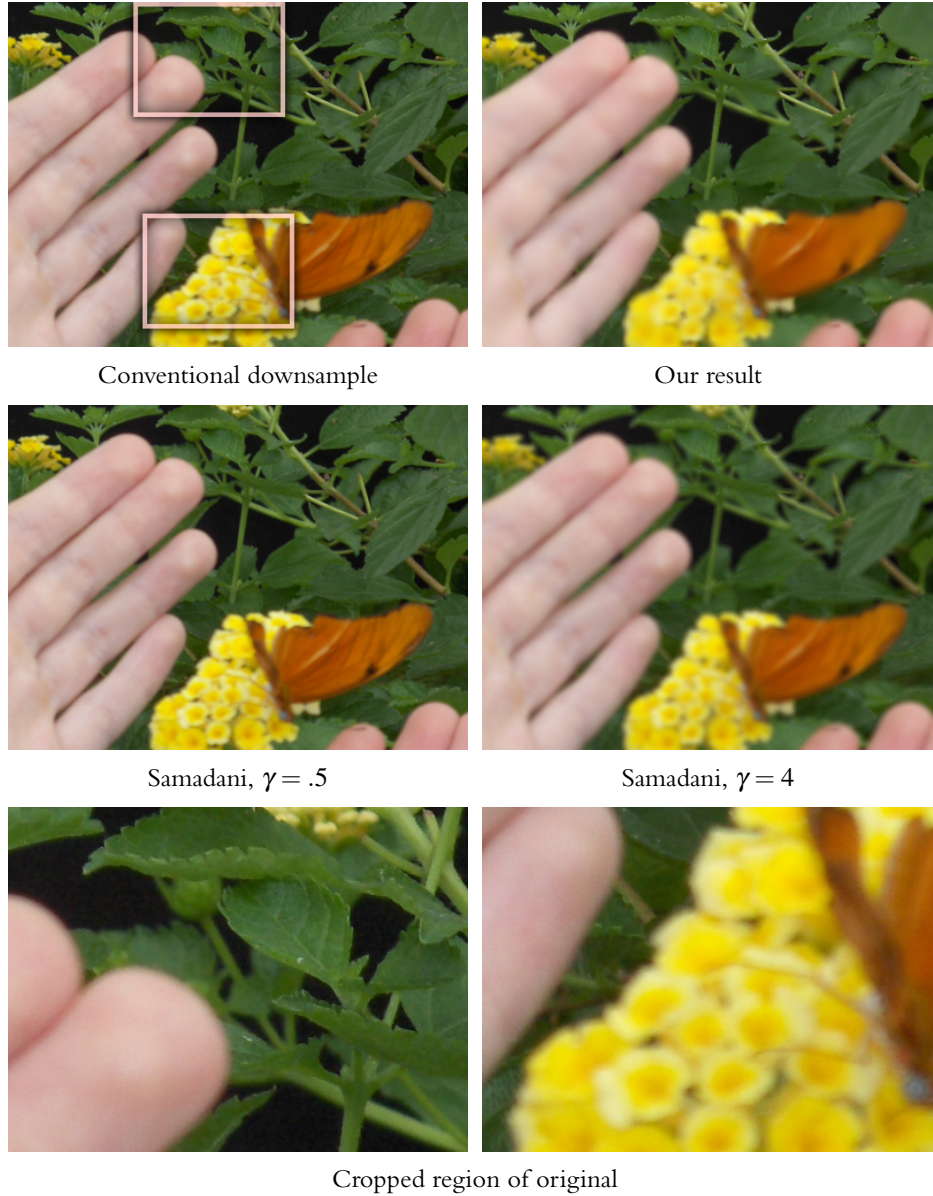 Conventional downsample
Our result
Samadani, γ = .5
Samadani, γ = 4
Cropped region of original